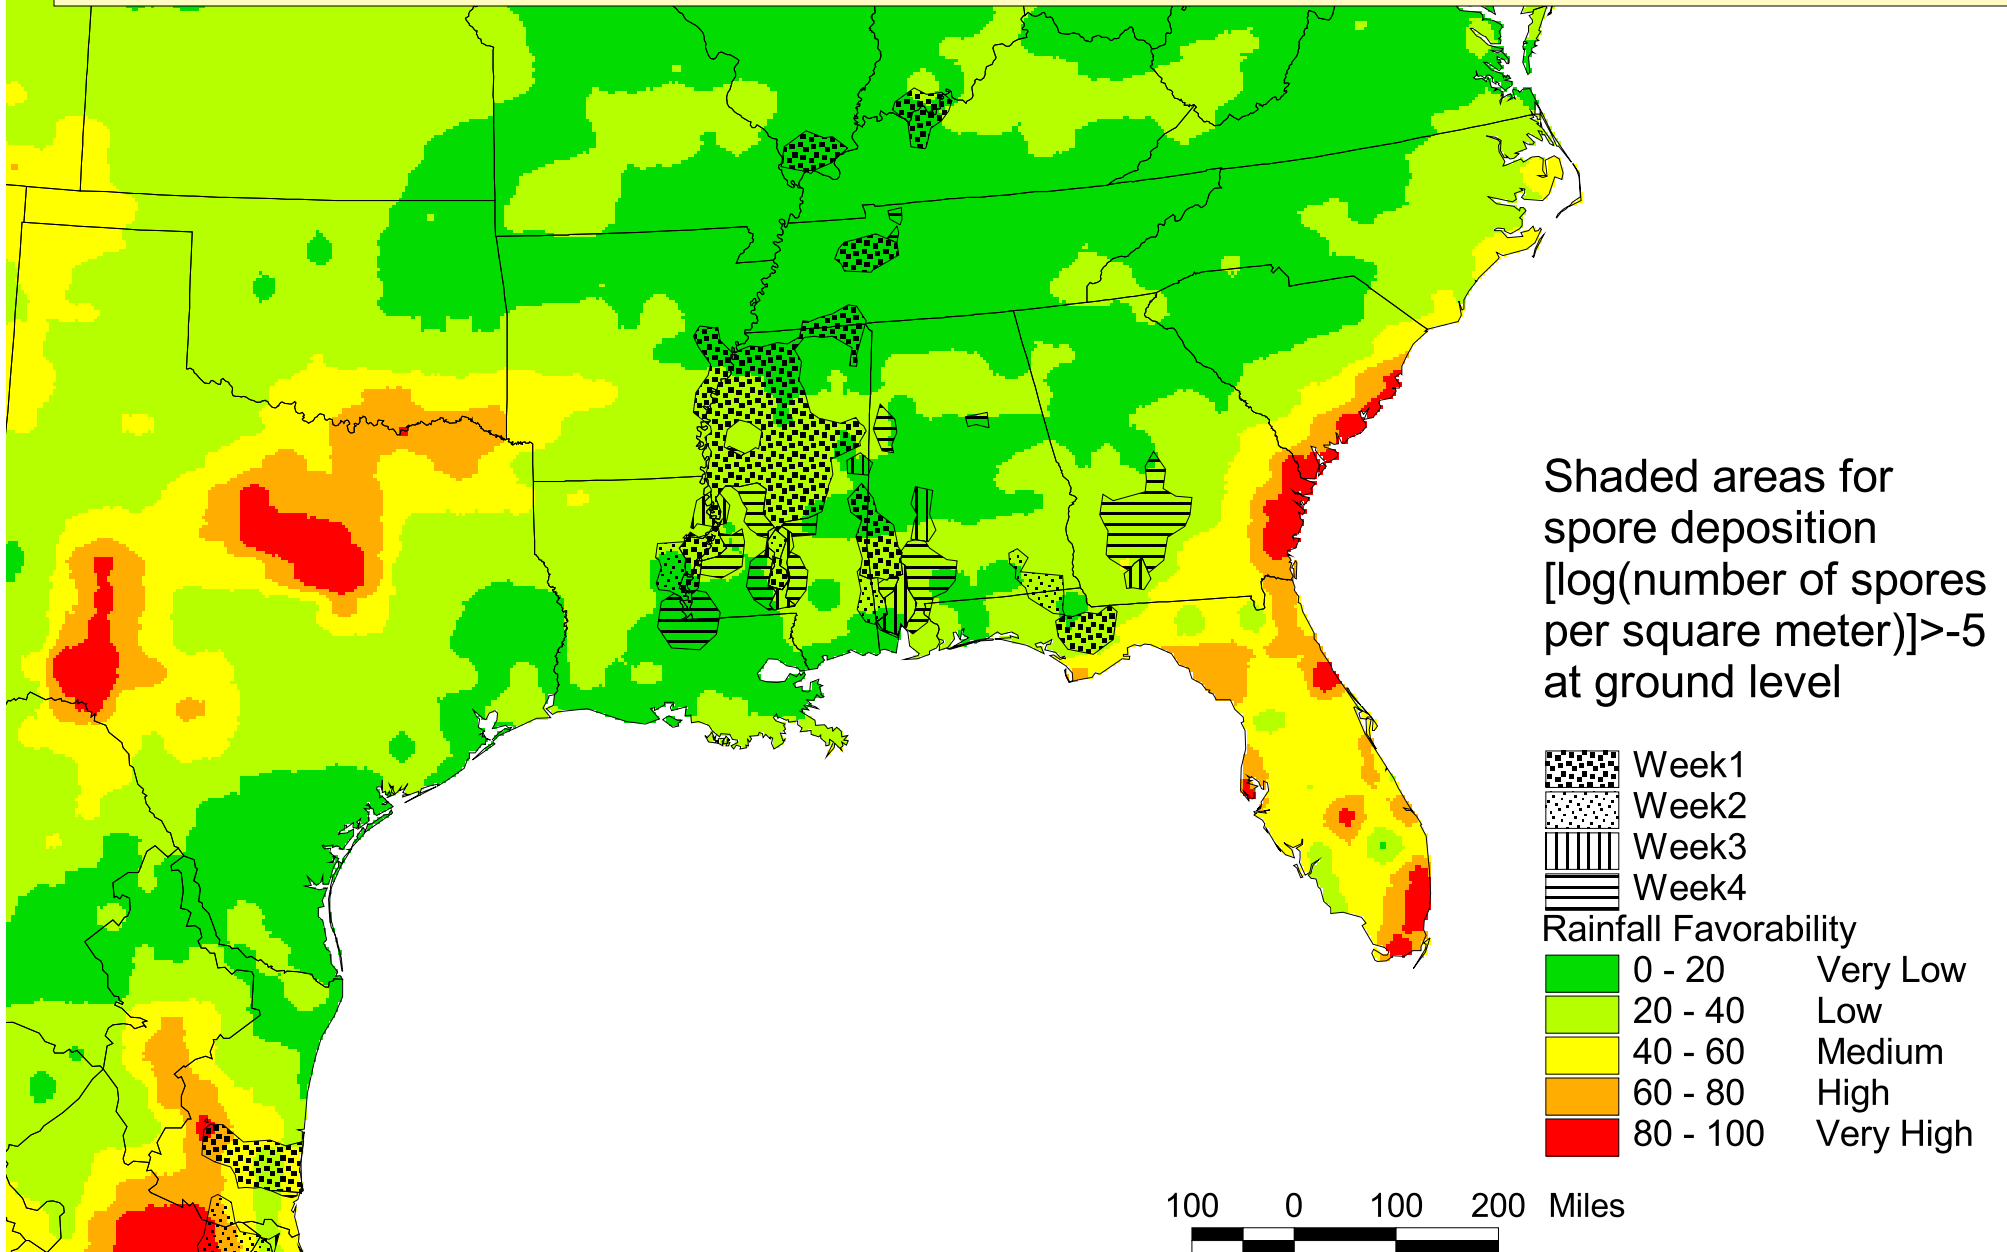 Shaded areas for
spore deposition
[log(number of spores
per square meter)]>-5
at ground level
Week1
Week2
Week3
Week4
Rainfall Favorability
0 - 20 Very Low
20 - 40 Low
40 - 60 Medium
60 - 80 High
80 - 100 Very High
100 0 100 200 Miles